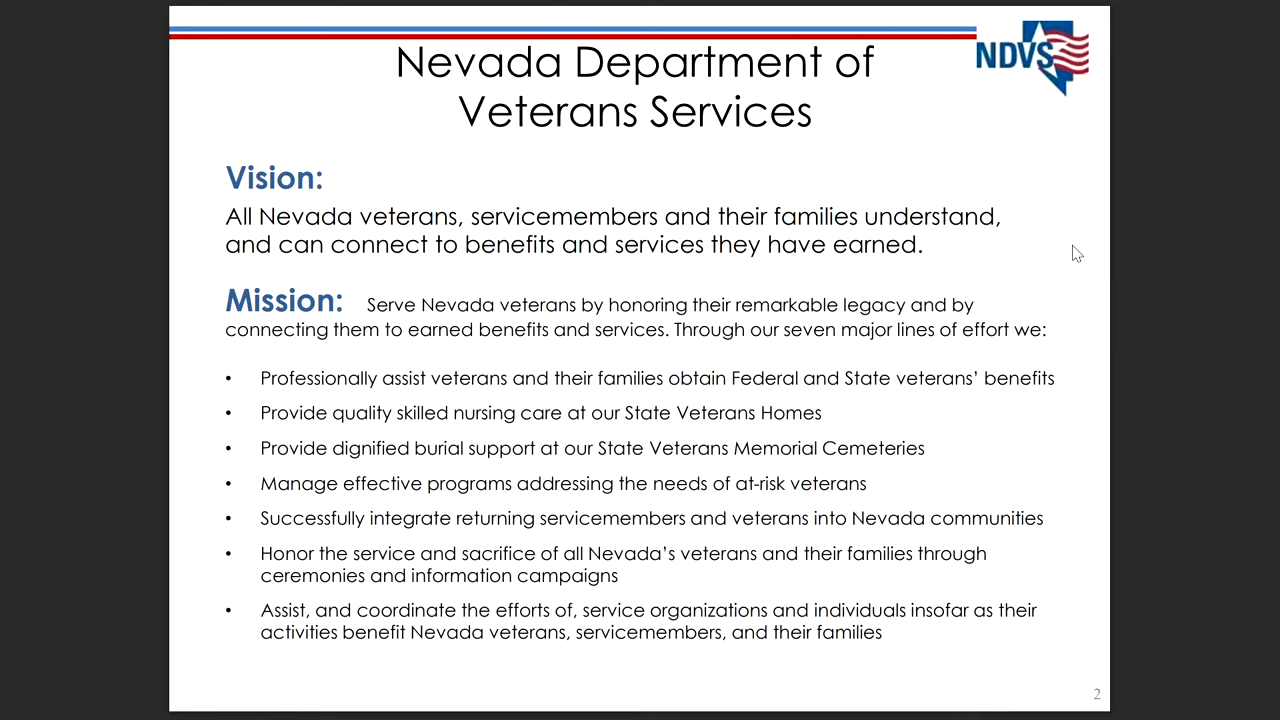 NDVS
Nevada Department of
Veterans Services
Vision:
All Nevada veterans, servicemembers and their families understand,
and can connect to benefits and services they have earned.
Mission: Serve Nevada veterans by honoring their remarkable legacy and by
connecting them to earned benefits and services. Through our seven major lines of effort we:
• Professionally assist veterans and their families obtain Federal and State veterans’ benefits
• Provide quality skilled nursing care at our State Veterans Homes
• Provide dignified burial support at our State Veterans Memorial Cemeteries
• Manage effective programs addressing the needs of at-risk veterans
• Successfully integrate returning servicemembers and veterans into Nevada communities
• Honor the service and sacrifice of all Nevada’s veterans and their families through
ceremonies and information campaigns
• Assist, and coordinate the efforts of, service organizations and individuals insofar as their
activities benefit Nevada veterans, servicemembers, and their families
2